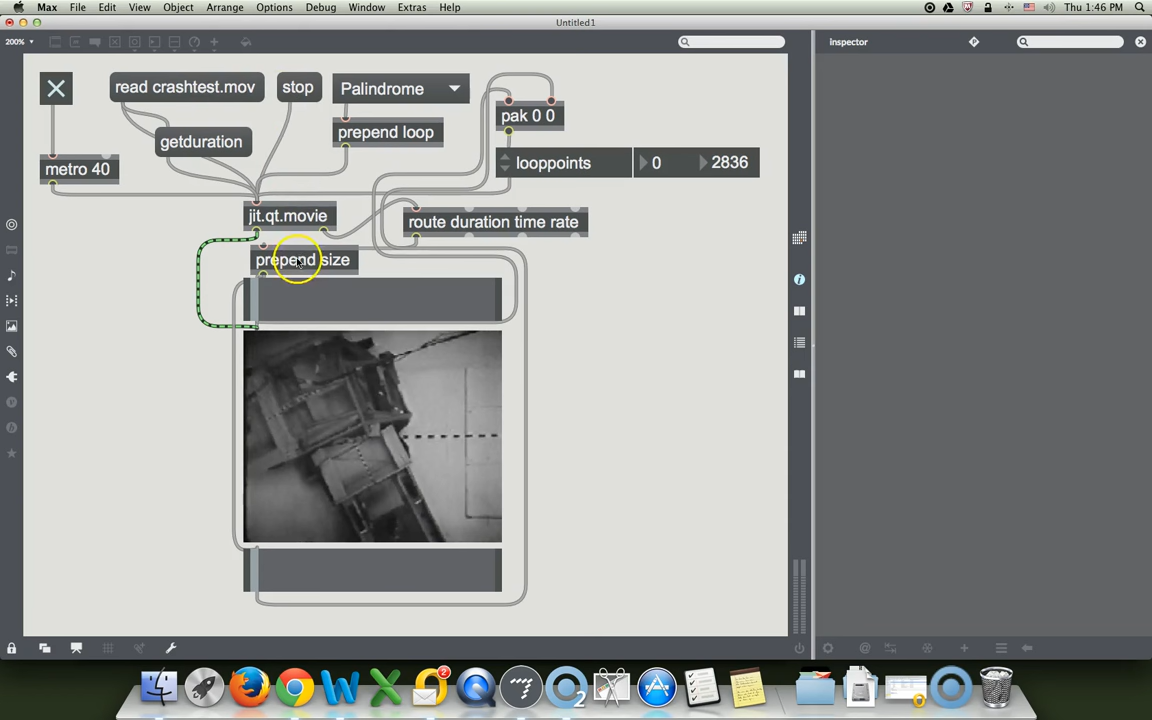 Max File Edit View Object Arrange Options Debug Window Extras Help Thu 1:46 PM
Untitled1
200% inspector
read crashtest.mov stop Palindrome
pak 0 0
getduration prepend loop
metro 40 looppoints 0 2836
jit.qt.movie route duration time rate
prepend size
2
2